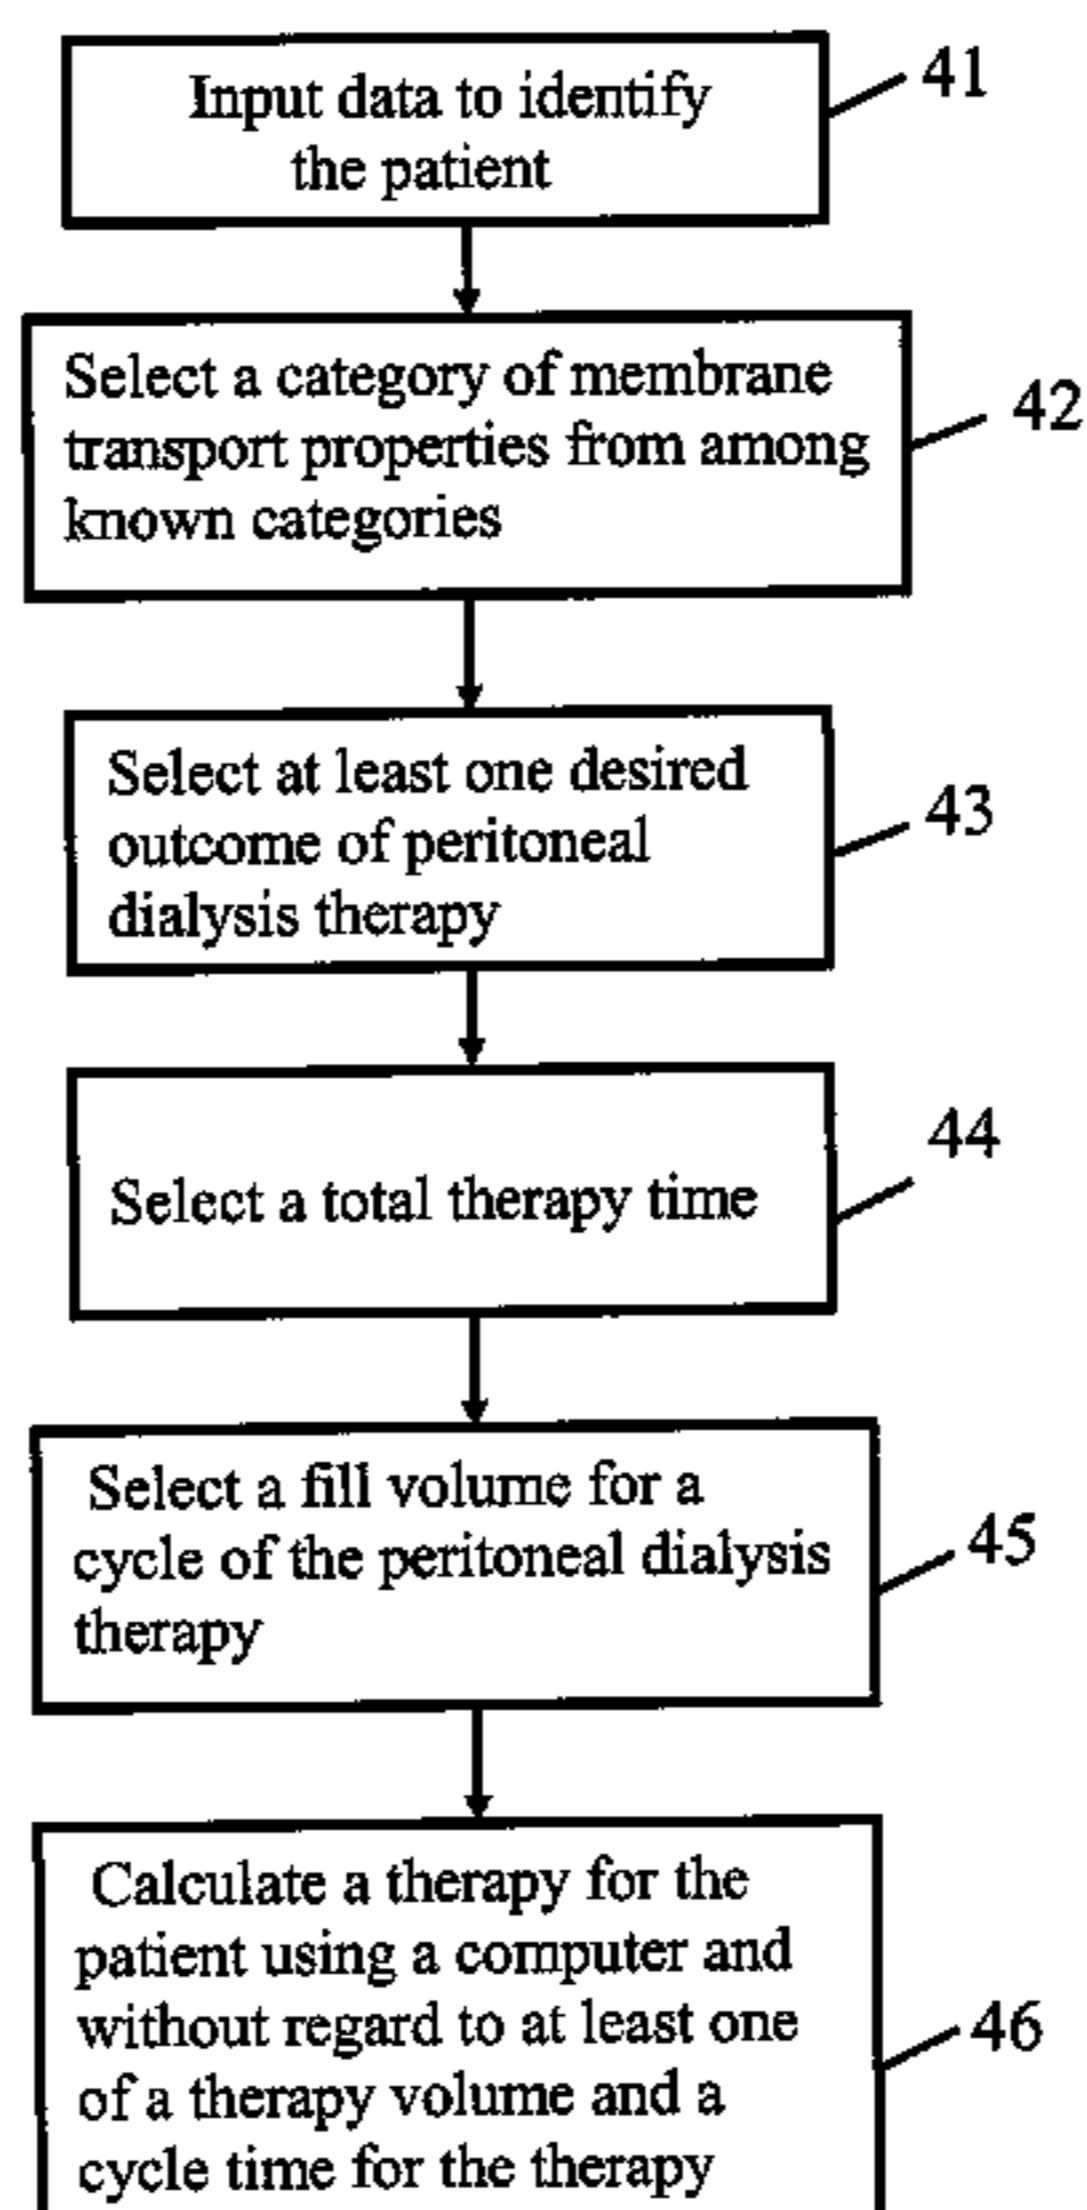 Input data to identify
the patient
41
Select a category of membrane
transport properties from among
known categories
42
Select at least one desired
outcome of peritoneal
dialysis therapy
43
Select a total therapy time
44
Select a fill volume for a
cycle of the peritoneal dialysis
therapy
45
Calculate a therapy for the
patient using a computer and
without regard to at least one
of a therapy volume and a
cycle time for the therapy
46